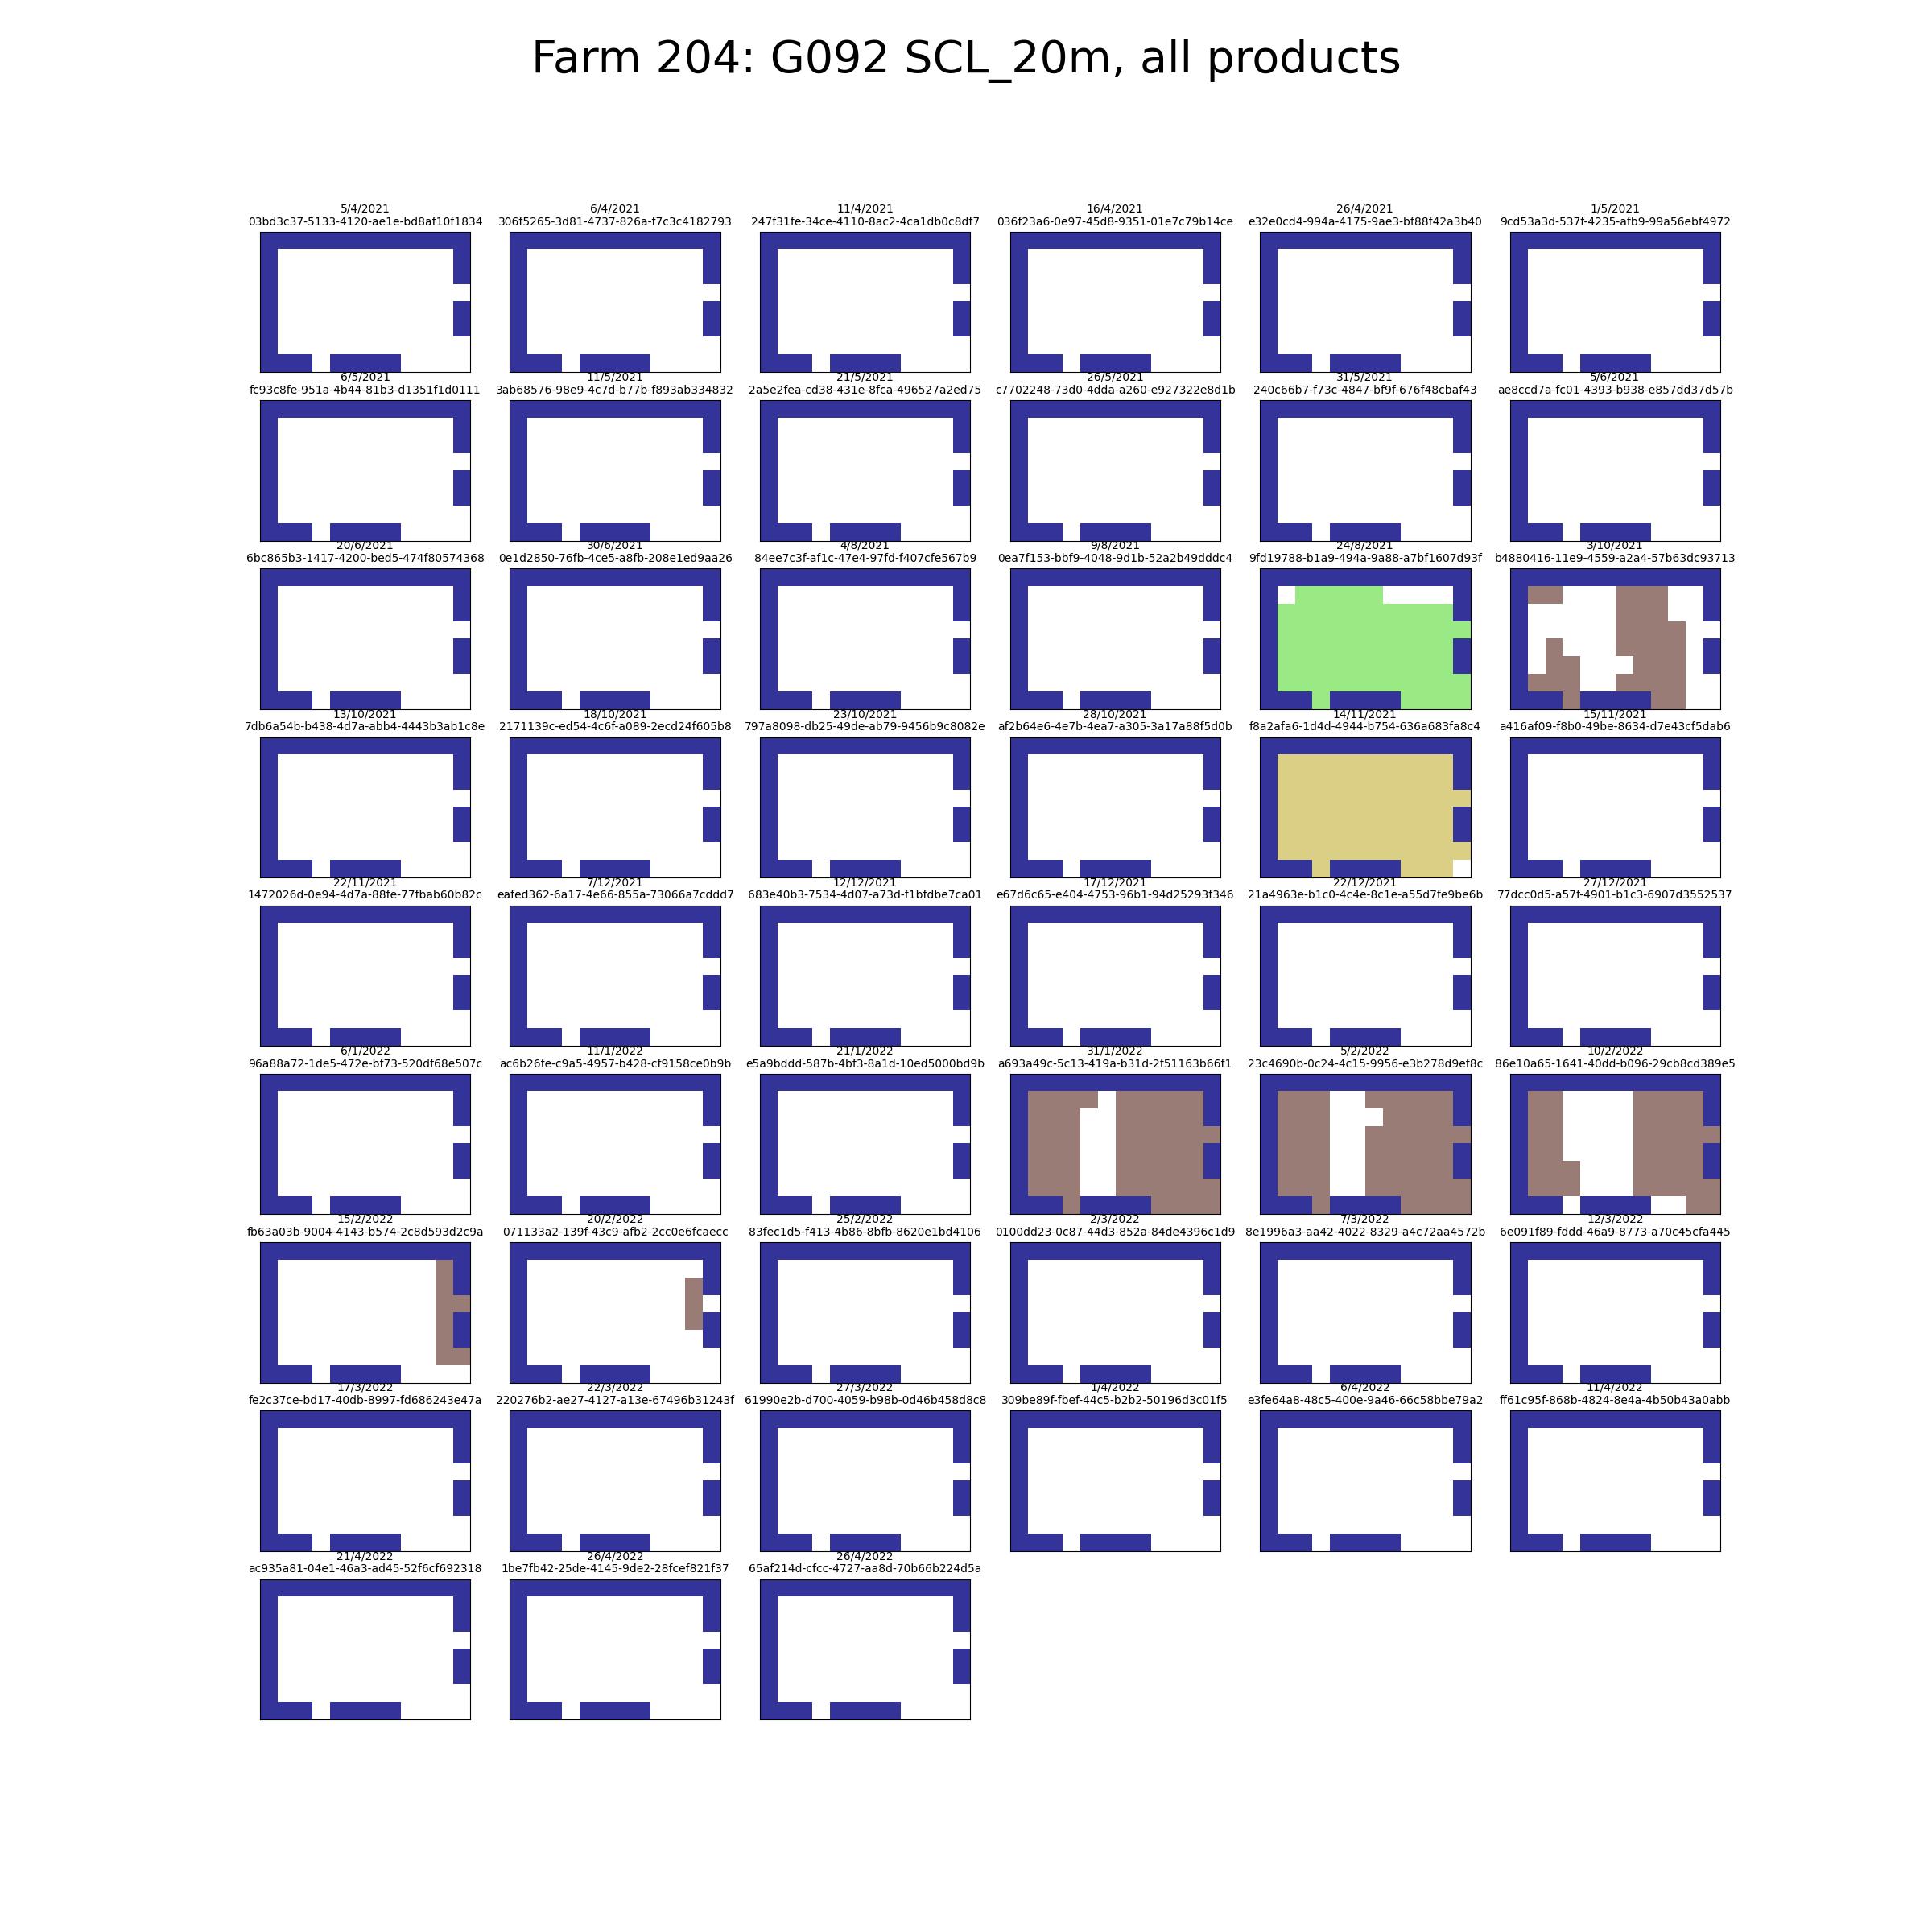 Farm 204: G092 SCL_20m, all products
5/4/2021
03bd3c37-5133-4120-ae1e-bd8af10f1834
6/4/2021
306f5265-3d81-4737-826a-f7c3c4182793
11/4/2021
247f31fe-34ce-4110-8ac2-4ca1db0c8df7
16/4/2021
036f23a6-0e97-45d8-9351-01e7c79b14ce
26/4/2021
e32e0cd4-994a-4175-9ae3-bf88f42a3b40
1/5/2021
9cd53a3d-537f-4235-afb9-99a56ebf4972
6/5/2021
fc93c8fe-951a-4b44-81b3-d1351f1d0111
11/5/2021
3ab68576-98e9-4c7d-b77b-f893ab334832
21/5/2021
2a5e2fea-cd38-431e-8fca-496527a2ed75
26/5/2021
c7702248-73d0-4dda-a260-e927322e8d1b
31/5/2021
240c66b7-f73c-4847-bf9f-676f48cbaf43
5/6/2021
ae8ccd7a-fc01-4393-b938-e857dd37d57b
20/6/2021
6bc865b3-1417-4200-bed5-474f80574368
30/6/2021
0e1d2850-76fb-4ce5-a8fb-208e1ed9aa26
4/8/2021
84ee7c3f-af1c-47e4-97fd-f407cfe567b9
9/8/2021
0ea7f153-bbf9-4048-9d1b-52a2b49dddc4
24/8/2021
9fd19788-b1a9-494a-9a88-a7bf1607d93f
3/10/2021
b4880416-11e9-4559-a2a4-57b63dc93713
13/10/2021
7db6a54b-b438-4d7a-abb4-4443b3ab1c8e
18/10/2021
2171139c-ed54-4c6f-a089-2ecd24f605b8
23/10/2021
797a8098-db25-49de-ab79-9456b9c8082e
28/10/2021
af2b64e6-4e7b-4ea7-a305-3a17a88f5d0b
14/11/2021
f8a2afa6-1d4d-4944-b754-636a683fa8c4
15/11/2021
a416af09-f8b0-49be-8634-d7e43cf5dab6
22/11/2021
1472026d-0e94-4d7a-88fe-77fbab60b82c
7/12/2021
eafed362-6a17-4e66-855a-73066a7cddd7
12/12/2021
683e40b3-7534-4d07-a73d-f1bfdbe7ca01
17/12/2021
e67d6c65-e404-4753-96b1-94d25293f346
22/12/2021
21a4963e-b1c0-4c4e-8c1e-a55d7fe9be6b
27/12/2021
77dcc0d5-a57f-4901-b1c3-6907d3552537
6/1/2022
96a88a72-1de5-472e-bf73-520df68e507c
11/1/2022
ac6b26fe-c9a5-4957-b428-cf9158ce0b9b
21/1/2022
e5a9bddd-587b-4bf3-8a1d-10ed5000bd9b
31/1/2022
a693a49c-5c13-419a-b31d-2f51163b66f1
5/2/2022
23c4690b-0c24-4c15-9956-e3b278d9ef8c
10/2/2022
86e10a65-1641-40dd-b096-29cb8cd389e5
15/2/2022
fb63a03b-9004-4143-b574-2c8d593d2c9a
20/2/2022
071133a2-139f-43c9-afb2-2cc0e6fcaecc
25/2/2022
83fec1d5-f413-4b86-8bfb-8620e1bd4106
2/3/2022
0100dd23-0c87-44d3-852a-84de4396c1d9
7/3/2022
8e1996a3-aa42-4022-8329-a4c72aa4572b
12/3/2022
6e091f89-fddd-46a9-8773-a70c45cfa445
17/3/2022
fe2c37ce-bd17-40db-8997-fd686243e47a
22/3/2022
220276b2-ae27-4127-a13e-67496b31243f
27/3/2022
61990e2b-d700-4059-b98b-0d46b458d8c8
1/4/2022
309be89f-fbef-44c5-b2b2-50196d3c01f5
6/4/2022
e3fe64a8-48c5-400e-9a46-66c58bbe79a2
11/4/2022
ff61c95f-868b-4824-8e4a-4b50b43a0abb
21/4/2022
ac935a81-04e1-46a3-ad45-52f6cf692318
26/4/2022
1be7fb42-25de-4145-9de2-28fcef821f37
26/4/2022
65af214d-cfcc-4727-aa8d-70b66b224d5a